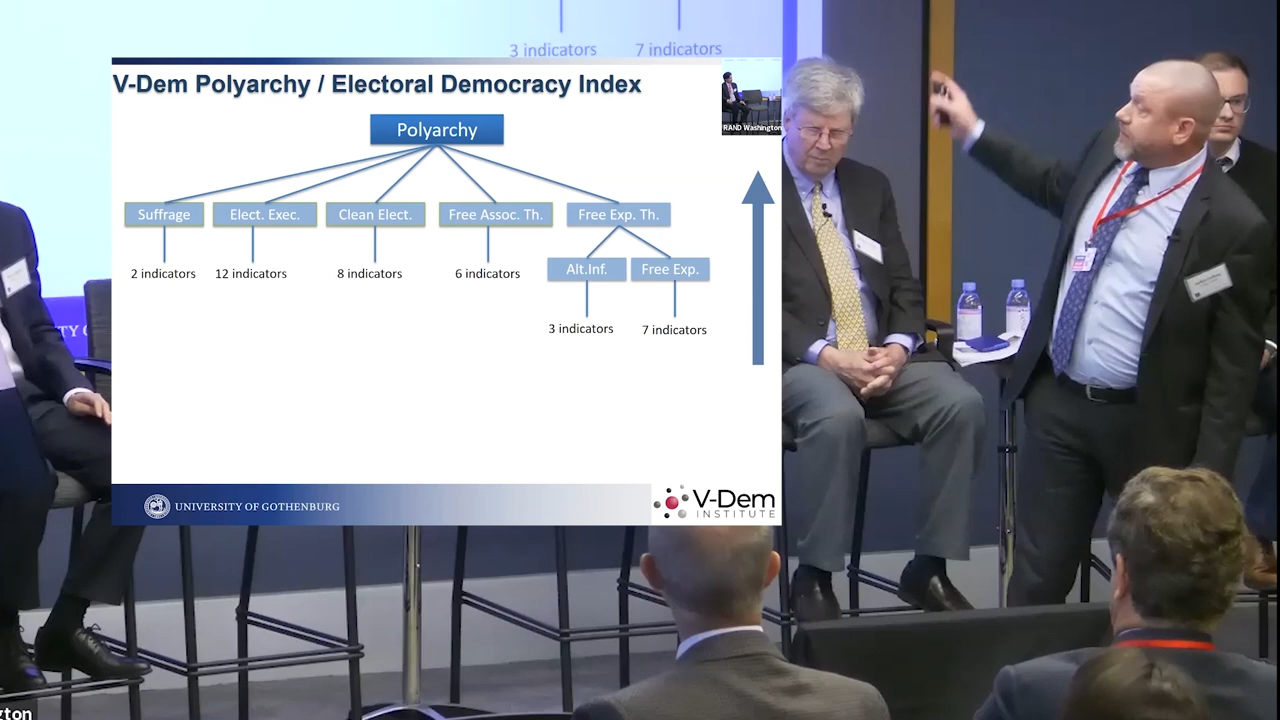 3 indicators 7 indicators
V-Dem Polyarchy / Electoral Democracy Index
RAND Washington
Polyarchy
Suffrage Elect. Exec. Clean Elect. Free Assoc. Th. Free Exp. Th.
2 indicators 12 indicators 8 indicators 6 indicators
Alt.Inf. Free Exp.
3 indicators 7 indicators
UNIVERSITY OF GOTHENBURG
V-Dem
INSTITUTE